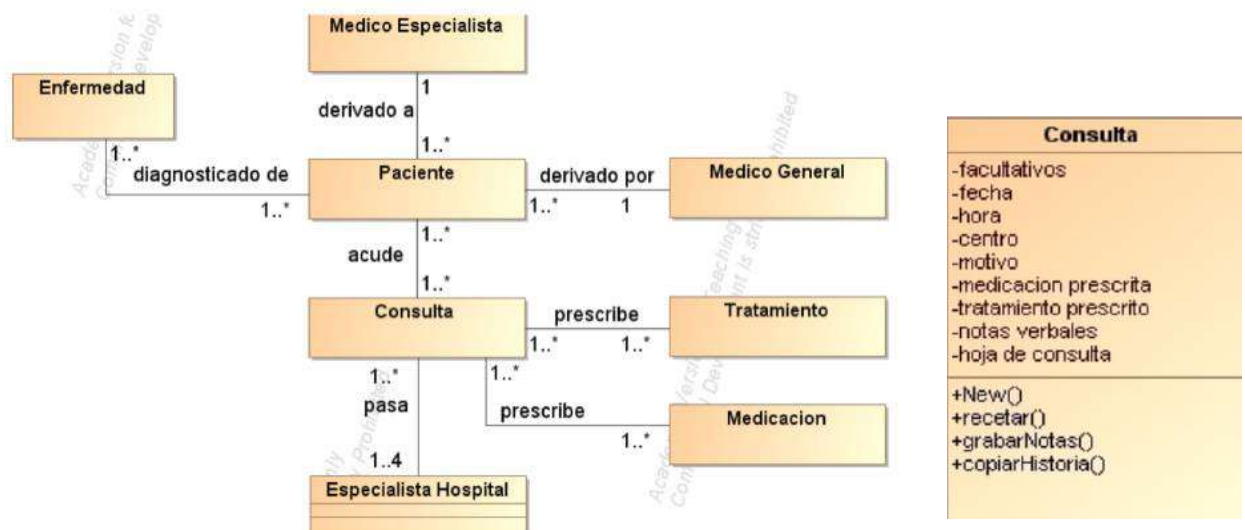 Medico Especialista
Enfermedad
1
derivado a
1..*
1..*
diagnosticado de
1..*
Paciente
derivado por
1..*
1
Medico General
1..*
acude
1..*
Consulta
prescribe
1..*
1..*
Tratamiento
1..*
pasa
1..4
1..*
prescribe
1..*
Medicacion
Especialista Hospital
Consulta
-facultativos
-fecha
-hora
-centro
-motivo
-medicacion prescrita
-tratamiento prescrito
-notas verbales
-hoja de consulta
+New()
+recetar()
+grabarNotas()
+copiarHistoria()